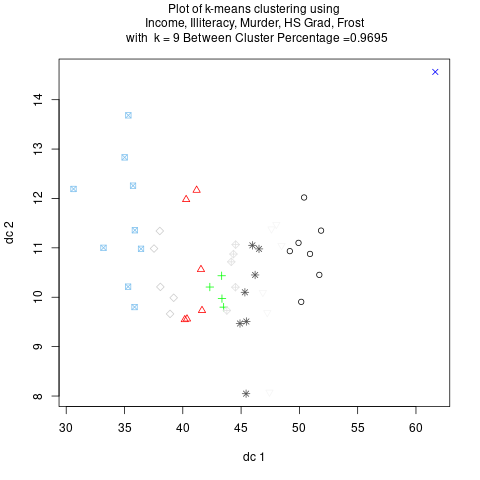 Plot of k-means clustering using
Income, Illiteracy, Murder, HS Grad, Frost
with k = 9 Between Cluster Percentage =0.9695
dc 2
14
13
12
11
10
9
8
30 35 40 45 50 55 60
dc 1